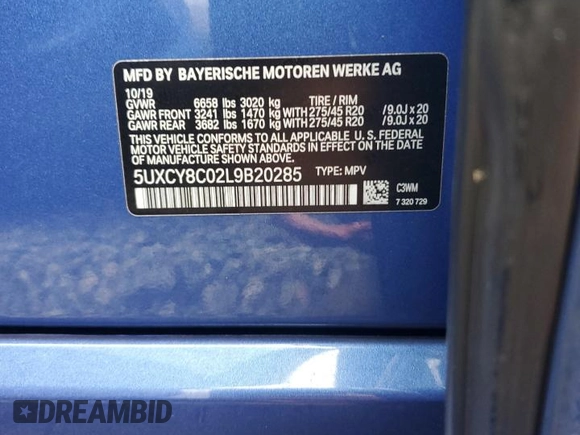 MFD BY BAYERISCHE MOTOREN WERKE AG
10/19
GVWR 6658 lbs 3020 kg TIRE / RIM
GAWR FRONT 3241 lbs 1470 kg WITH 275/45 R20 /9.0J x 20
GAWR REAR 3682 lbs 1670 kg WITH 275/45 R20 /9.0J x 20
THIS VEHICLE CONFORMS TO ALL APPLICABLE U. S. FEDERAL
MOTOR VEHICLE SAFETY STANDARDS IN EFFECT ON THE
DATE OF MANUFACTURE SHOWN ABOVE.
5UXCY8C02L9B20285 TYPE: MPV
C3WM
7 320 729
DREAMBID